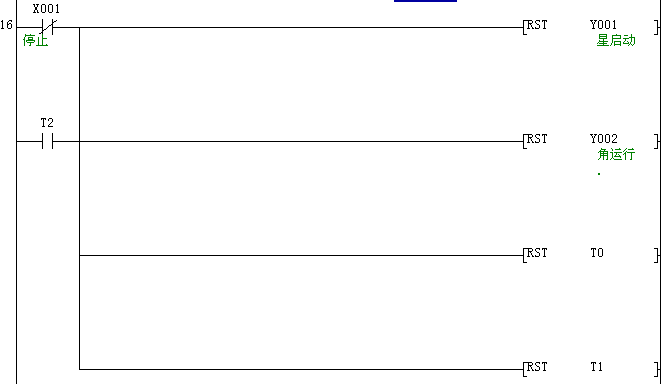 X001
16 RST Y001
停止 星启动
T2
RST Y002
角运行
.
RST T0
RST T1